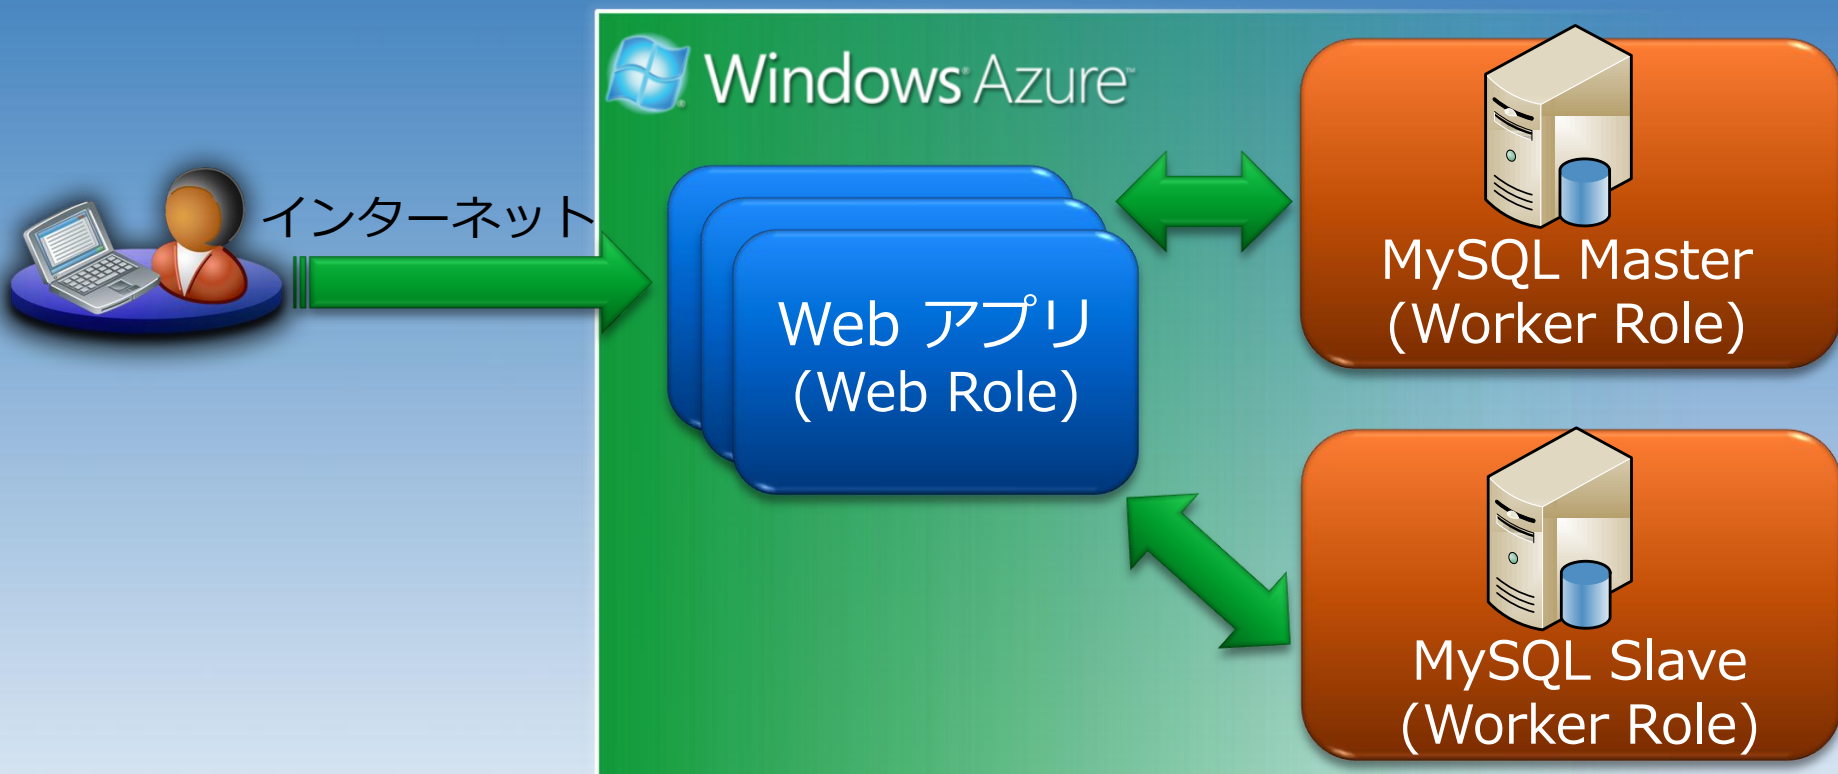 Windows Azure™
インターネット
Web アプリ
(Web Role)
MySQL Master
(Worker Role)
MySQL Slave
(Worker Role)